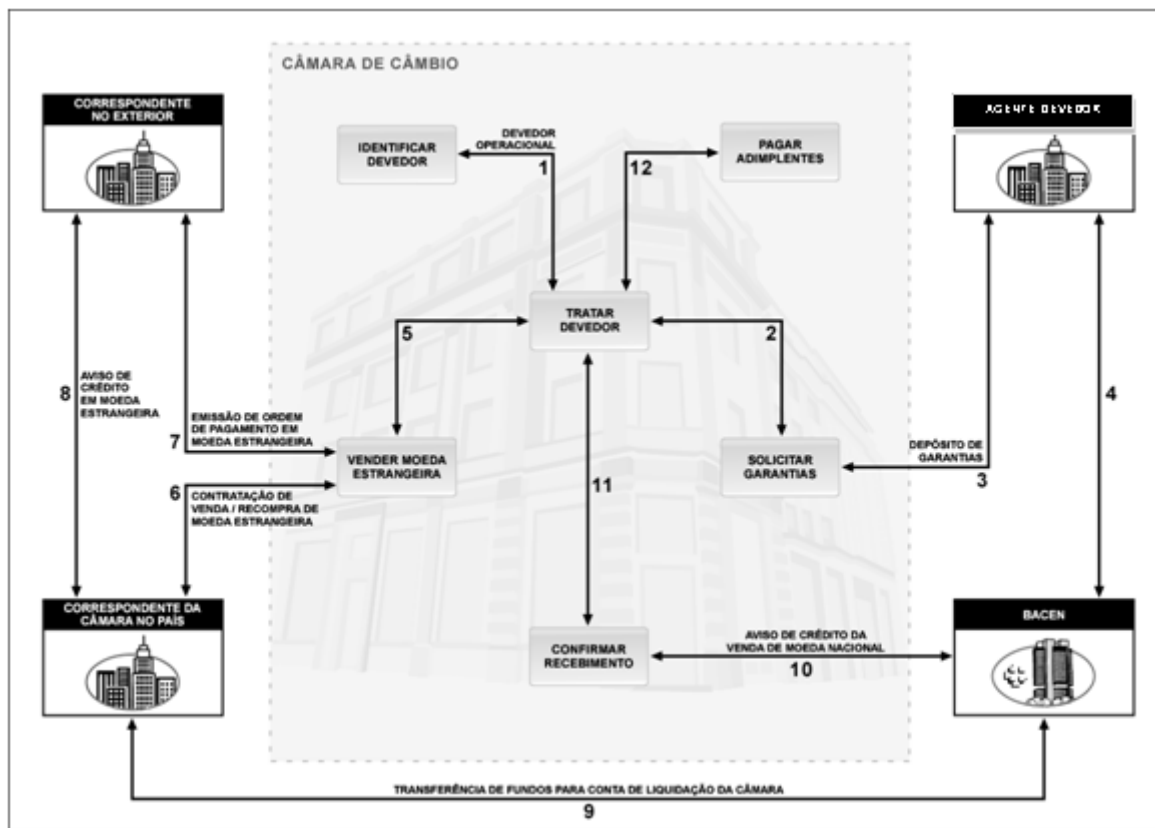 CÂMARA DE CÂMBIO
CORRESPONDENTE
NO EXTERIOR
IDENTIFICAR
DEVEDOR
DEVEDOR
OPERACIONAL
1
12
PAGAR
ADIMPLENTES
AGENTE DEVEDOR
TRATAR
DEVEDOR
5
2
8
AVISO DE
CRÉDITO
EM MOEDA
ESTRANGEIRA
4
7
EMISSÃO DE ORDEM
DE PAGAMENTO EM
MOEDA ESTRANGEIRA
VENDER MOEDA
ESTRANGEIRA
SOLICITAR
GARANTIAS
DEPÓSITO DE
GARANTIAS
3
6
CONTRATAÇÃO DE
VENDA / RECOMPRA DE
MOEDA ESTRANGEIRA
11
CORRESPONDENTE DA
CÂMARA NO PAÍS
CONFIRMAR
RECEBIMENTO
AVISO DE CRÉDITO DA
VENDA DE MOEDA NACIONAL
10
BACEN
TRANSFERÊNCIA DE FUNDOS PARA CONTA DE LIQUIDAÇÃO DA CÂMARA
9